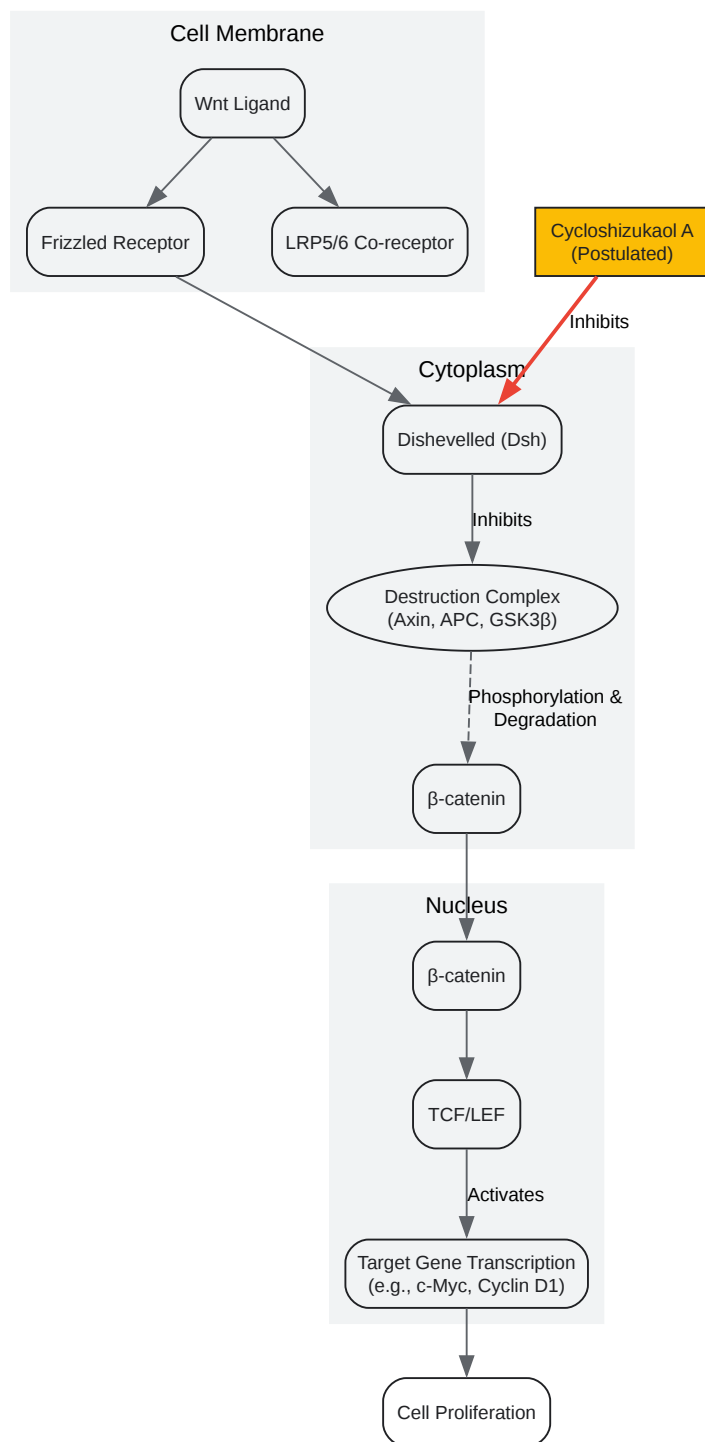 Cell Membrane
Wnt Ligand
Frizzled Receptor
LRP5/6 Co-receptor
Cycloshizukaol A
(Postulated)
Inhibits
Cytoplasm
Dishevelled (Dsh)
Inhibits
Destruction Complex
(Axin, APC, GSK3β)
Phosphorylation &
Degradation
β-catenin
Nucleus
β-catenin
TCF/LEF
Activates
Target Gene Transcription
(e.g., c-Myc, Cyclin D1)
Cell Proliferation